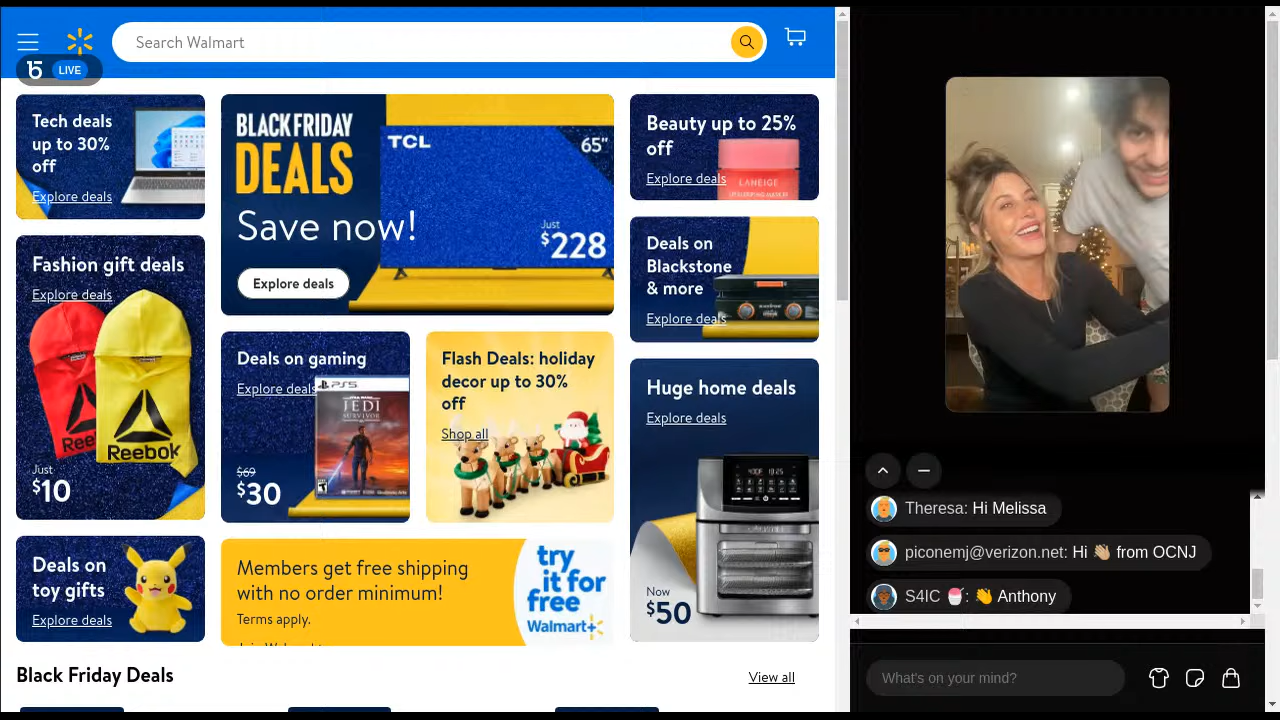 Search Walmart
LIVE
Tech deals
up to 30%
off
Explore deals
BLACK FRIDAY
DEALS
Save now!
Explore deals
TCL
65"
Just
$228
Beauty up to 25%
off
Explore deals
LANEIGE
Deals on
Blackstone
& more
Explore deals
Fashion gift deals
Explore deals
Reebok
Reebok
Just
$10
Deals on gaming
Explore deals
PS5
STAR WARS
JEDI
SURVIVOR
$69
$30
Flash Deals: holiday
decor up to 30%
off
Shop all
Huge home deals
Explore deals
Now
$50
Deals on
toy gifts
Explore deals
Members get free shipping
with no order minimum!
Terms apply.
try
it for
free
Walmart+
Black Friday Deals
View all
Theresa: Hi Melissa
piconemj@verizon.net: Hi 👋🏼 from OCNJ
S4IC 🎅🏽: 👋 Anthony
What's on your mind?